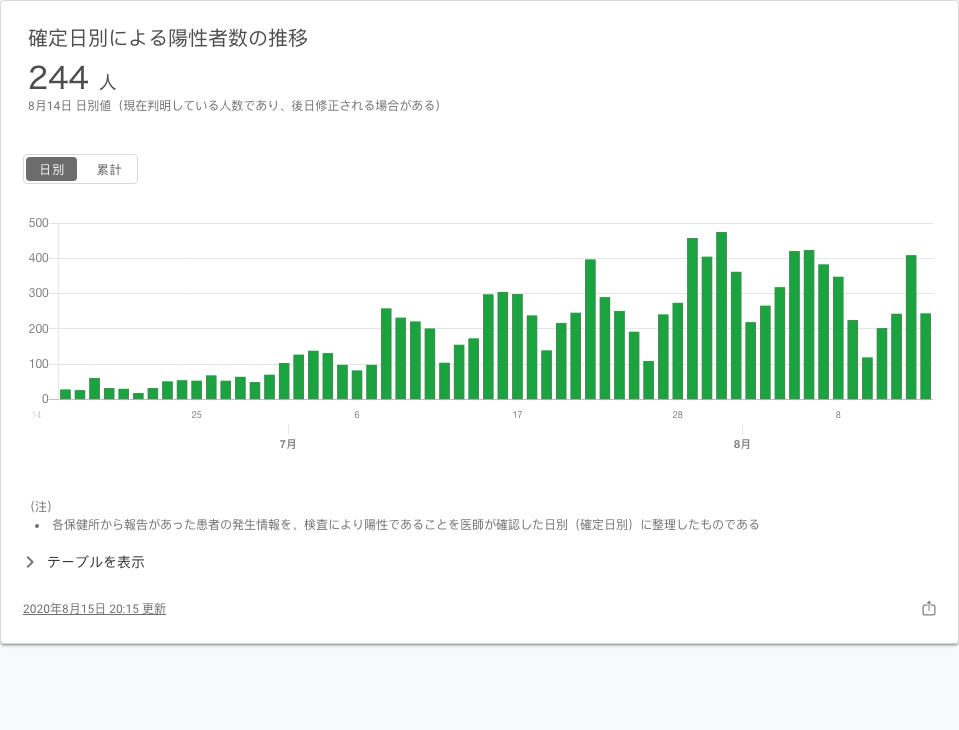 確定日別による陽性者数の推移
244 人
8月14日 日別値（現在判明している人数であり、後日修正される場合がある）
日別 累計
500
400
300
200
100
0
14 25 6 17 28 8
7月 8月
（注）
• 各保健所から報告があった患者の発生情報を、検査により陽性であることを医師が確認した日別（確定日別）に整理したものである
テーブルを表示
2020年8月15日 20:15 更新